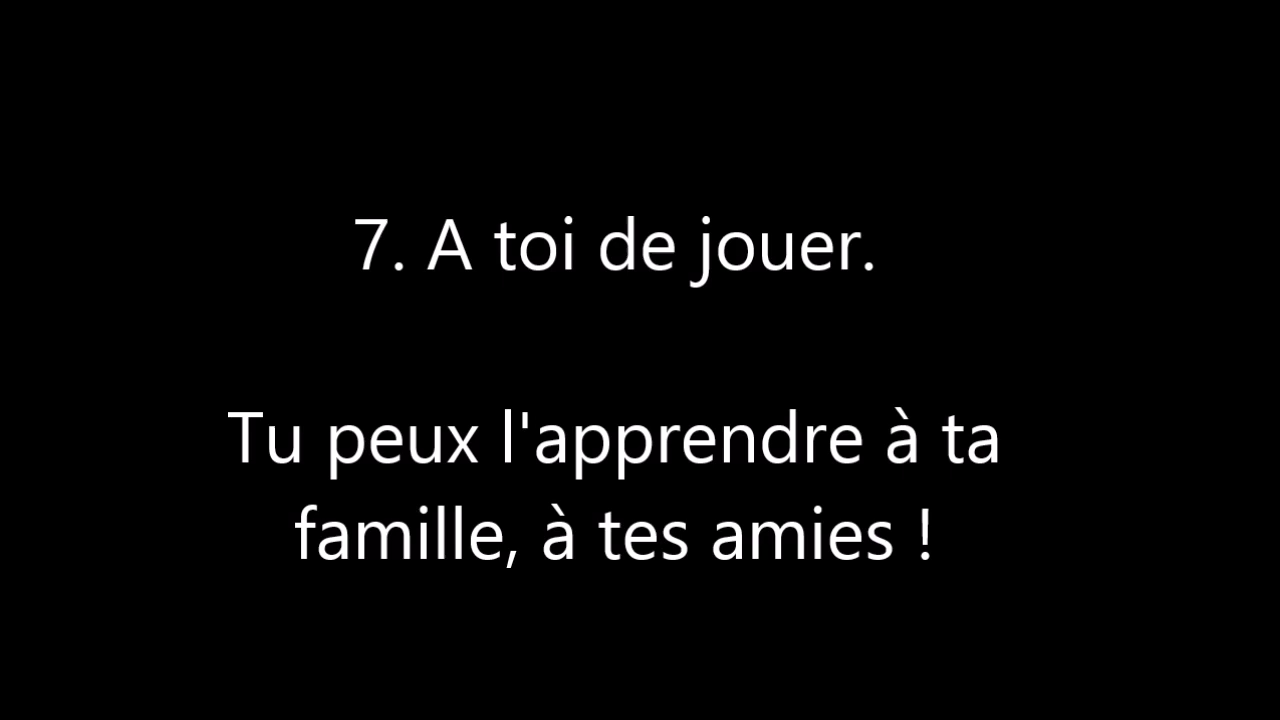 7. A toi de jouer.
Tu peux l'apprendre à ta
famille, à tes amies !